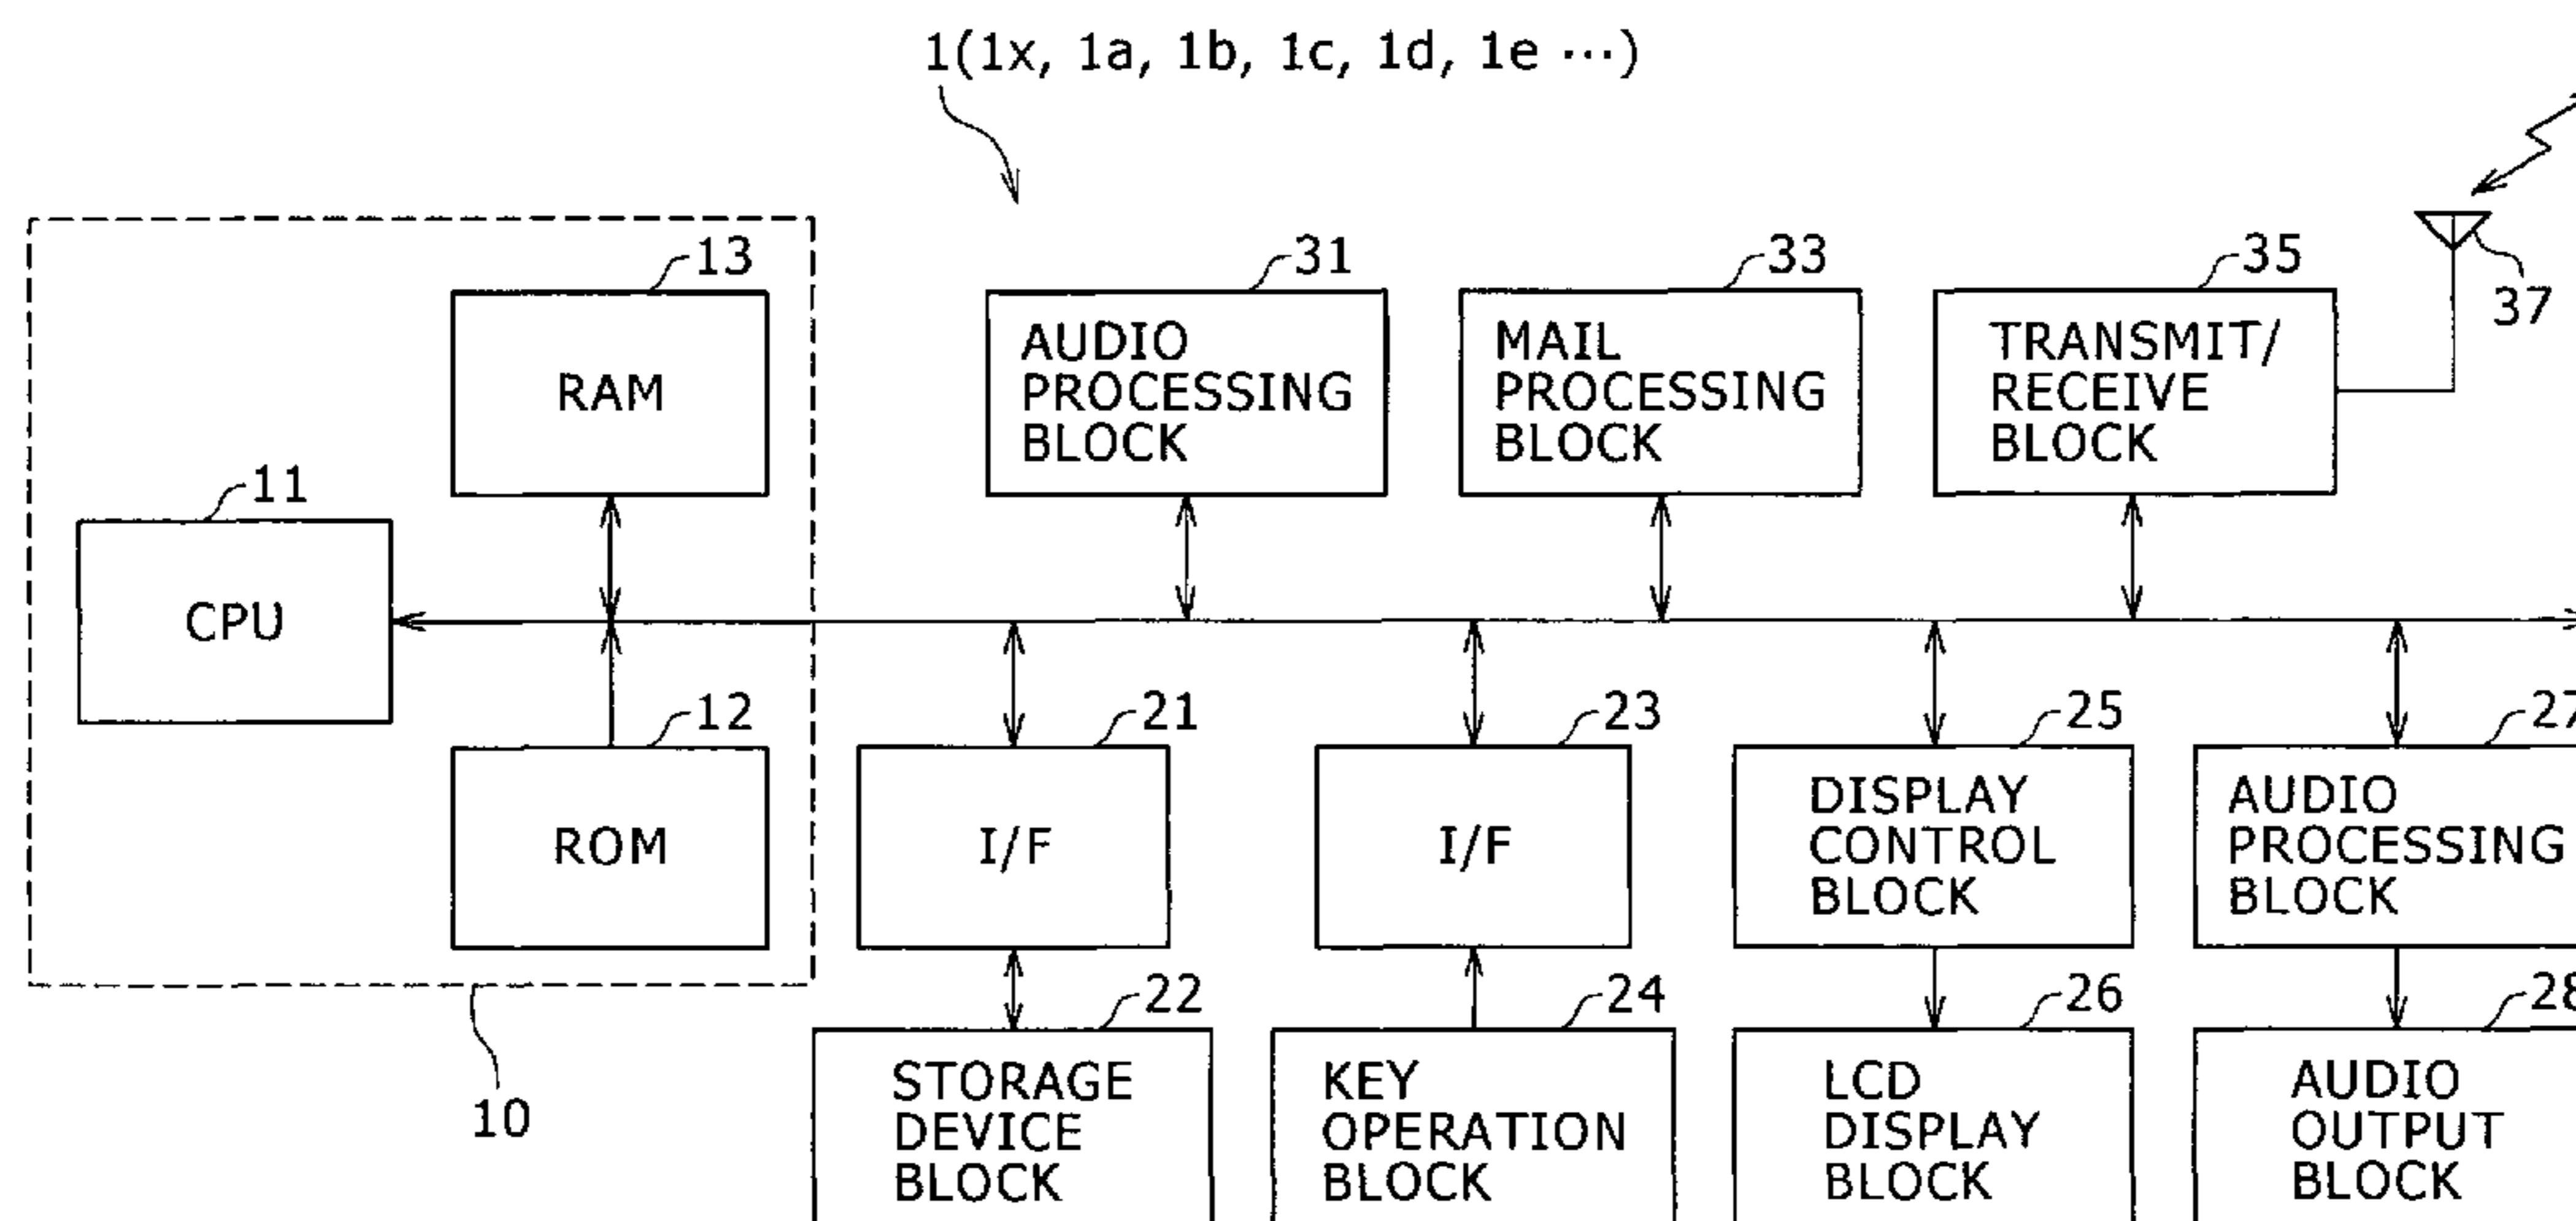 1(1x, 1a, 1b, 1c, 1d, 1e ···)
13
RAM
31
AUDIO
PROCESSING
BLOCK
33
MAIL
PROCESSING
BLOCK
35
TRANSMIT/
RECEIVE
BLOCK
37
11
CPU
12
ROM
21
I/F
23
I/F
25
DISPLAY
CONTROL
BLOCK
27
AUDIO
PROCESSING
BLOCK
10
22
STORAGE
DEVICE
BLOCK
24
KEY
OPERATION
BLOCK
26
LCD
DISPLAY
BLOCK
28
AUDIO
OUTPUT
BLOCK